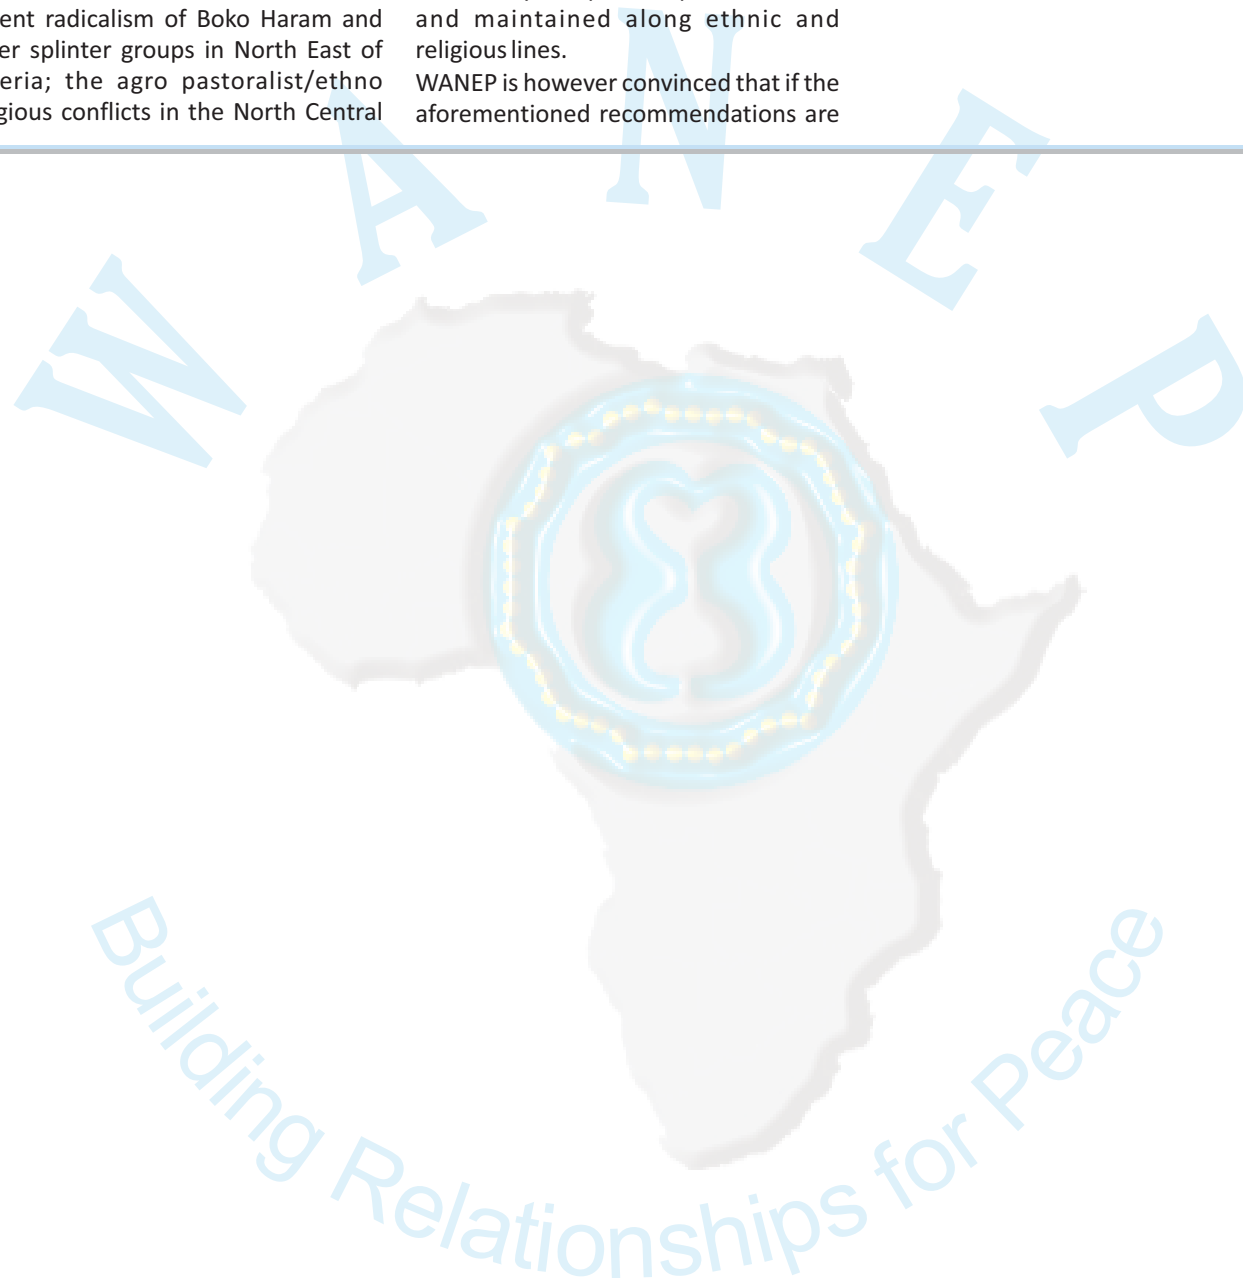 ent radicalism of Boko Haram and
er splinter groups in North East of
eria; the agro pastoralist/ethno
gious conflicts in the North Central
and maintained along ethnic and
religious lines.
WANEP is however convinced that if the
aforementioned recommendations are
WANEP
Building Relationships for Peace